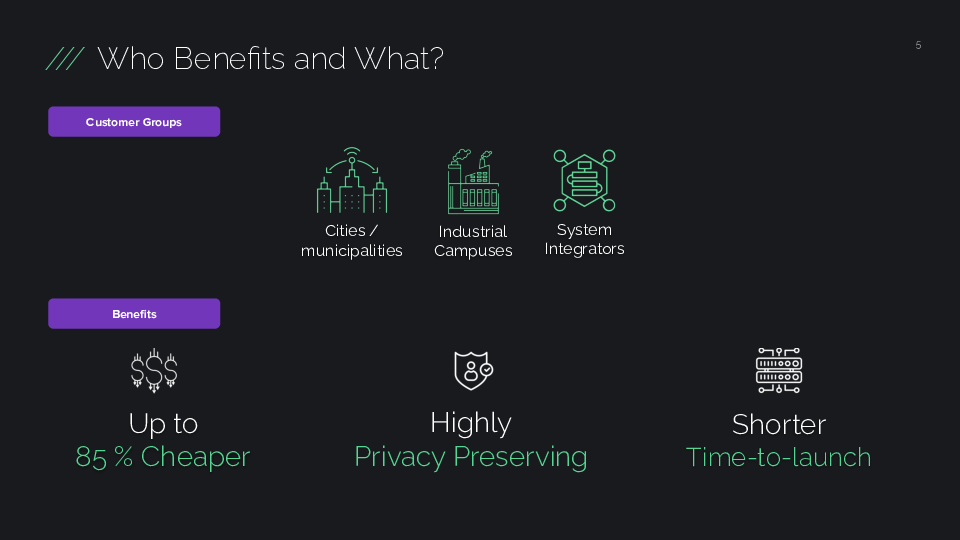 /// Who Benefits and What?
5
Customer Groups
Cities /
municipalities
Industrial
Campuses
System
Integrators
Benefits
Up to
85 % Cheaper
Highly
Privacy Preserving
Shorter
Time-to-launch